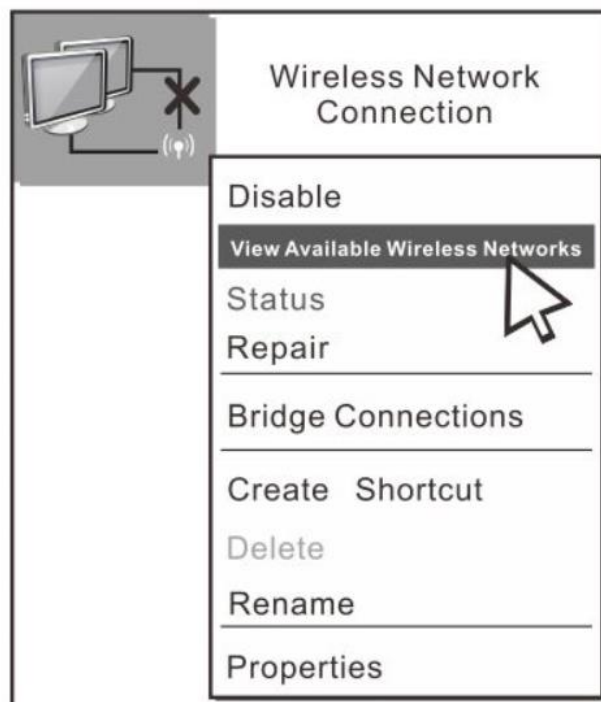 Wireless Network
Connection
Disable
View Available Wireless Networks
Status
Repair
Bridge Connections
Create Shortcut
Delete
Rename
Properties